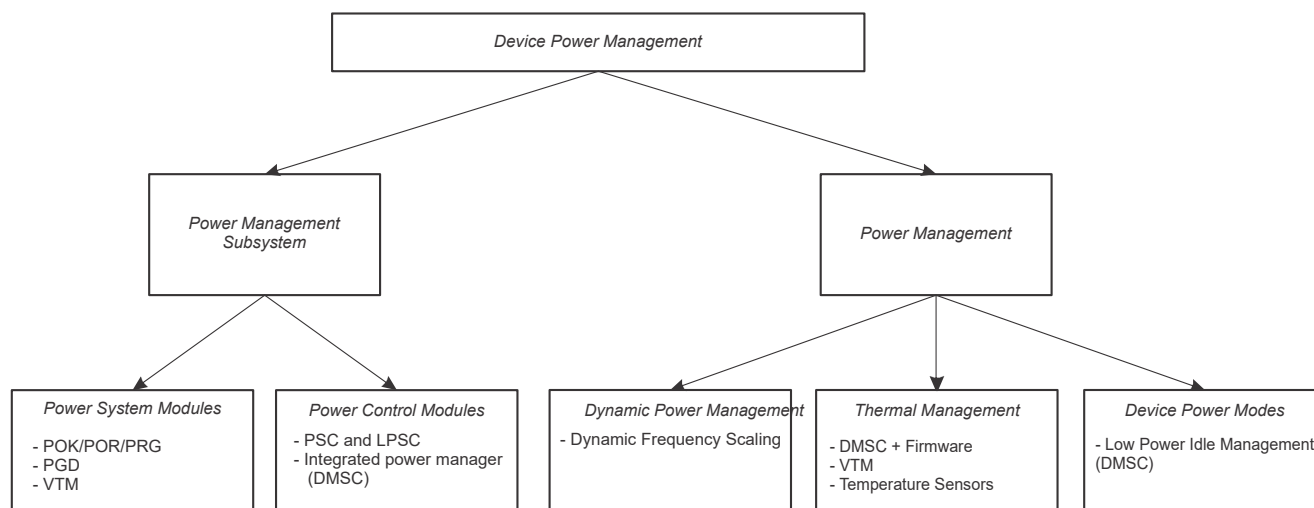 Device Power Management
Power Management
Subsystem
Power Management
Power System Modules
- POK/POR/PRG
- PGD
- VTM
Power Control Modules
- PSC and LPSC
- Integrated power manager
(DMSC)
Dynamic Power Management
- Dynamic Frequency Scaling
Thermal Management
- DMSC + Firmware
- VTM
- Temperature Sensors
Device Power Modes
- Low Power Idle Management
(DMSC)